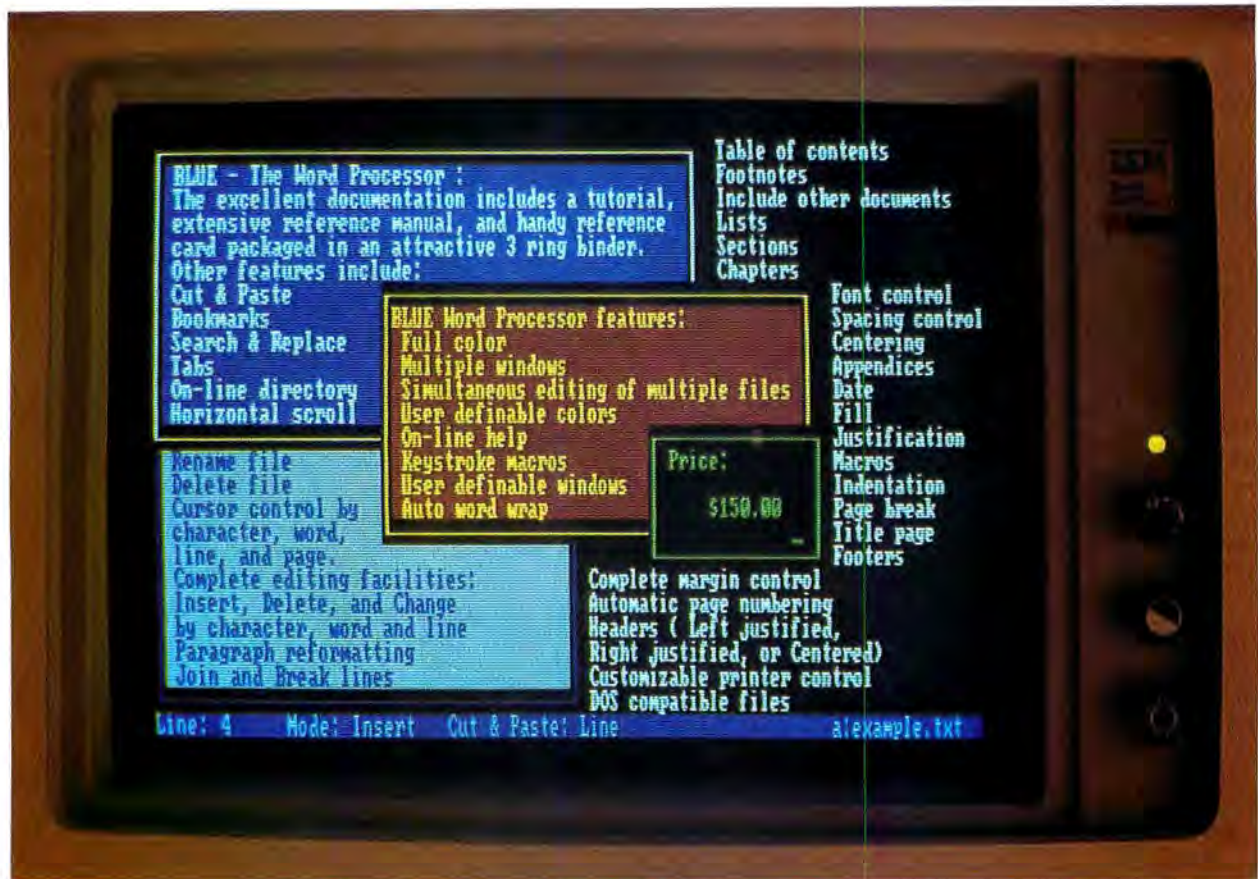 BLUE - The Word Processor :
The excellent documentation includes a tutorial,
extensive reference manual, and handy reference
card packaged in an attractive 3 ring binder.
Other features include:
Cut & Paste
Bookmarks
Search & Replace
Tabs
On-line directory
Horizontal scroll
Table of contents
Footnotes
Include other documents
Lists
Sections
Chapters
BLUE Word Processor features:
Full color
Multiple windows
Simultaneous editing of multiple files
User definable colors
On-line help
Keystroke macros
User definable windows
Auto word wrap
Price:
$150.00
Font control
Spacing control
Centering
Appendices
Date
Fill
Justification
Macros
Indentation
Page break
Title page
Footers
Rename file
Delete file
Cursor control by
character, word,
line, and page.
Complete editing facilities:
Insert, Delete, and Change
by character, word and line
Paragraph reformatting
Join and Break lines
Complete margin control
Automatic page numbering
Headers ( Left justified,
Right justified, or Centered)
Customizable printer control
DOS compatible files
Line: 4 Mode: Insert Cut & Paste: Line a:example.txt